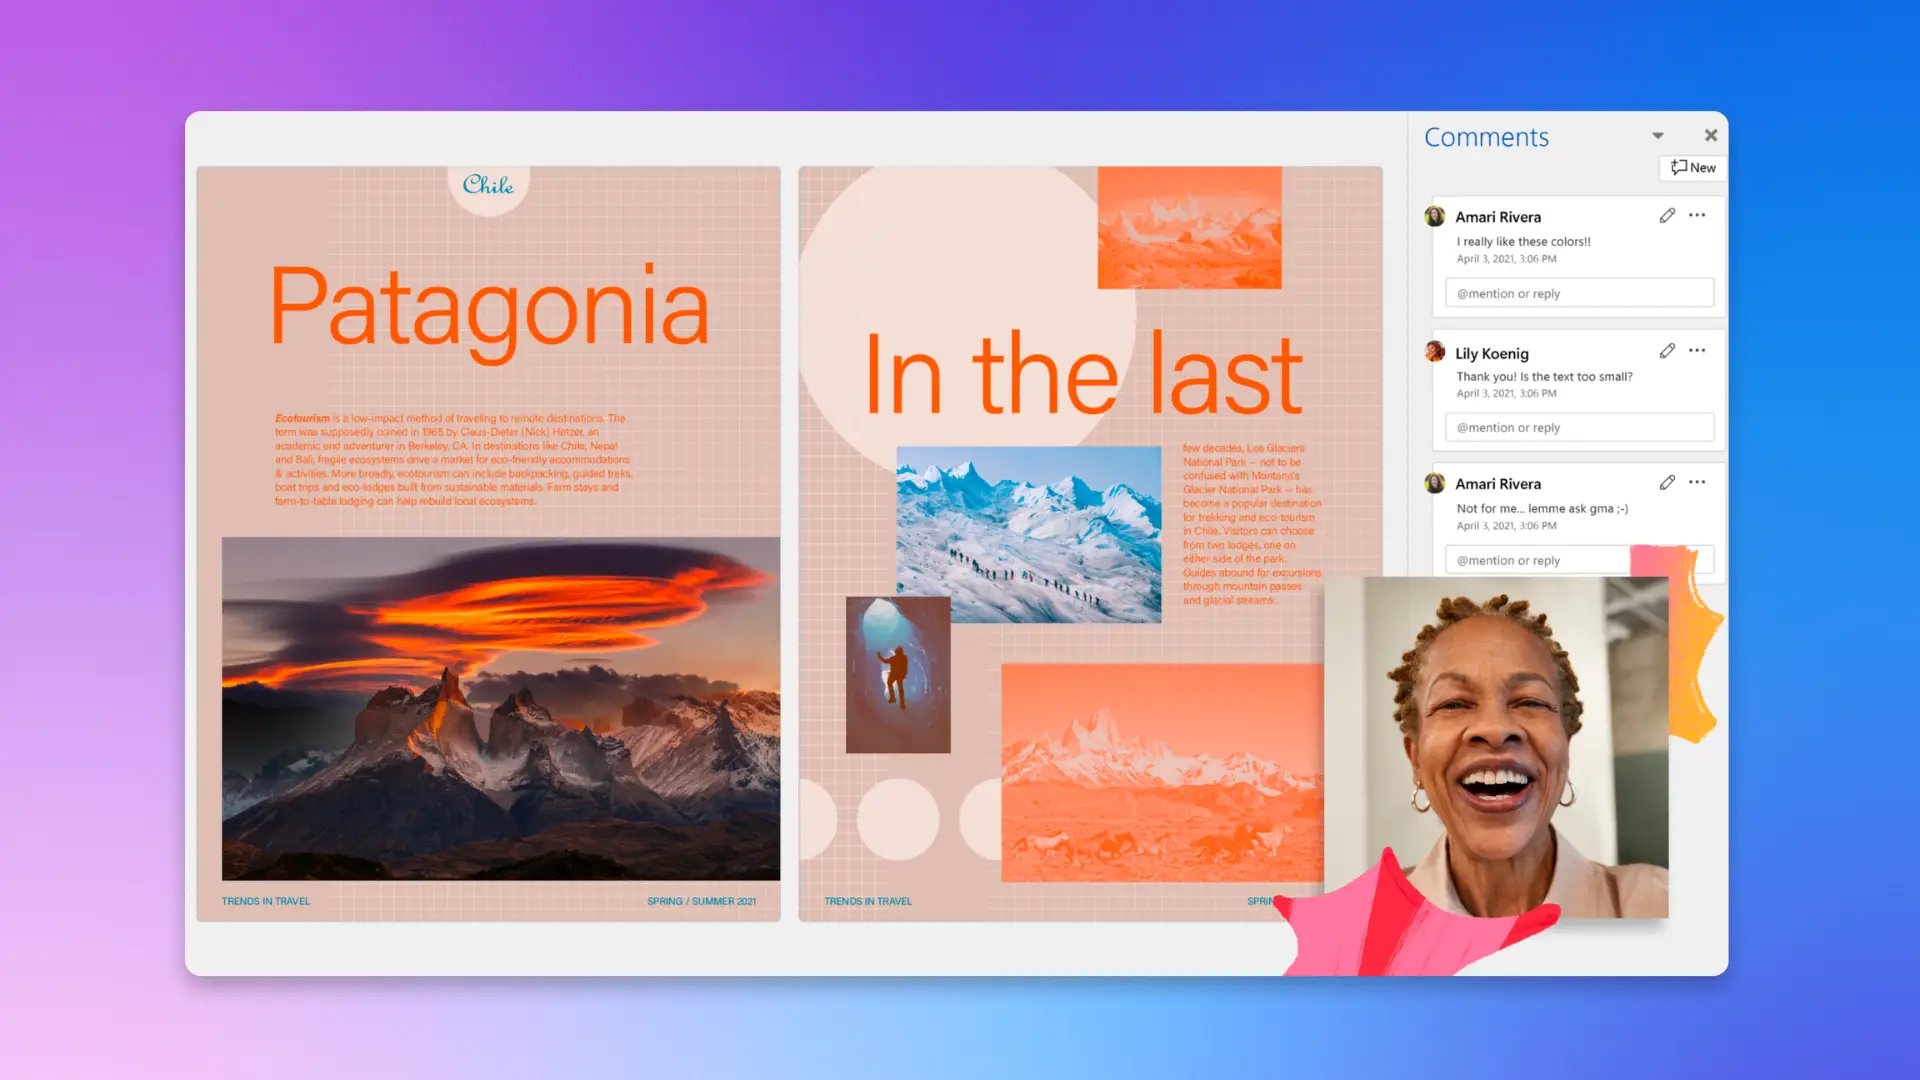 Chile
Patagonia
Ecotourism is a low-impact method of traveling to remote destinations. The
term was supposedly coined in 1965 by Claus-Dieter (Nick) Hetzer, an
academic and adventurer in Berkeley, CA. In destinations like Chile, Nepal
and Bali, fragile ecosystems drive a market for eco-friendly accommodations
& activities. More broadly, ecotourism can include backpacking, guided treks,
boat trips and eco-lodges built from sustainable materials. Farm stays and
farm-to-table lodging can help rebuild local ecosystems.
TRENDS IN TRAVEL
SPRING / SUMMER 2021
In the last
few decades, Los Glaciers
National Park -- not to be
confused with Montana's
Glacier National Park -- has
become a popular destination
for trekking and eco-tourism
in Chile. Visitors can choose
from two lodges, one on
either side of the park.
Guides abound for excursions
through mountain passes
and glacial streams.
TRENDS IN TRAVEL
SPRIN
Comments
New
Amari Rivera
I really like these colors!!
April 3, 2021, 3:06 PM
@mention or reply
Lily Koenig
Thank you! Is the text too small?
April 3, 2021, 3:06 PM
@mention or reply
Amari Rivera
Not for me... lemme ask gma ;-)
April 3, 2021, 3:06 PM
@mention or reply